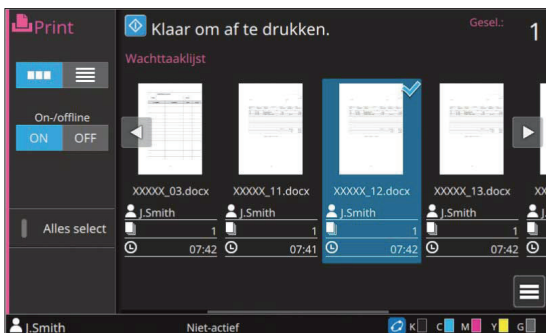 Print
Klaar om af te drukken.
Gesel.:
1
Wachttaaklijst
On-/offline
ON OFF
Alles select
XXXXX_03.docx
J.Smith
1
07:42
XXXXX_11.docx
J.Smith
1
07:41
XXXXX_12.docx
J.Smith
1
07:42
XXXXX_13.docx
J.Smith
1
07:42
XX
J.
J.Smith
Niet-actief
K C M Y G